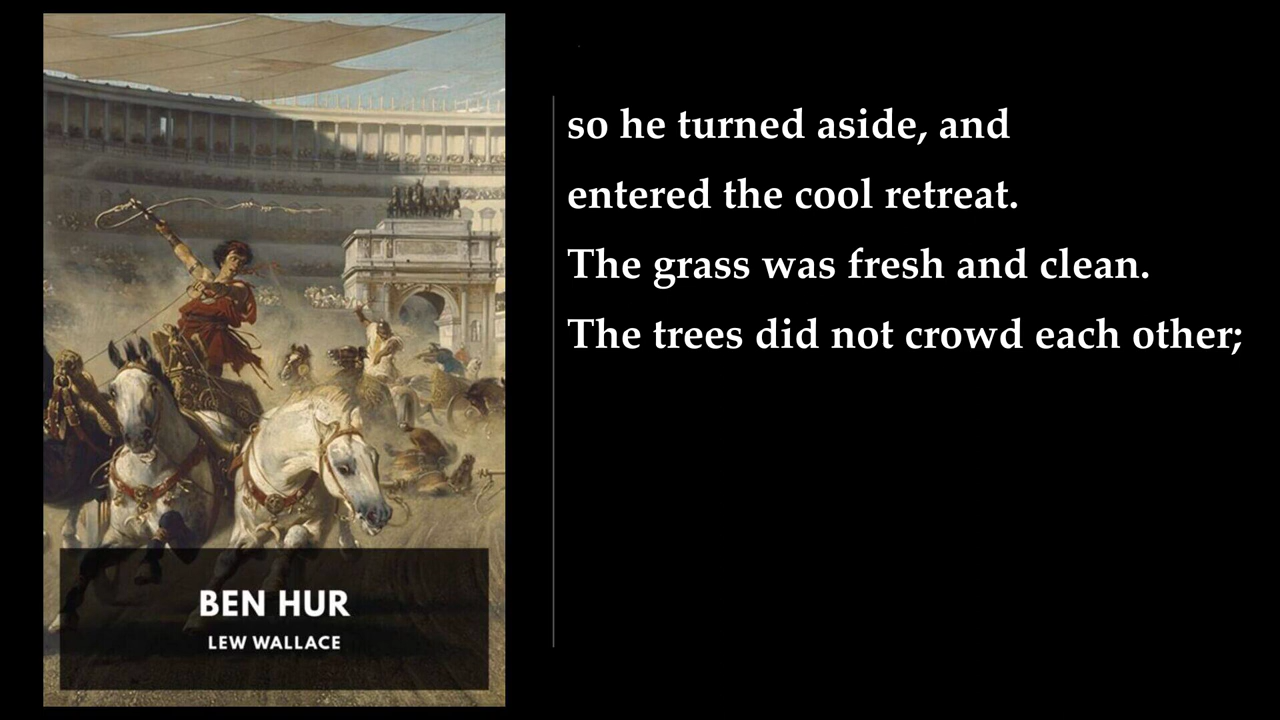 so he turned aside, and
entered the cool retreat.
The grass was fresh and clean.
The trees did not crowd each other;
BEN HUR
LEW WALLACE